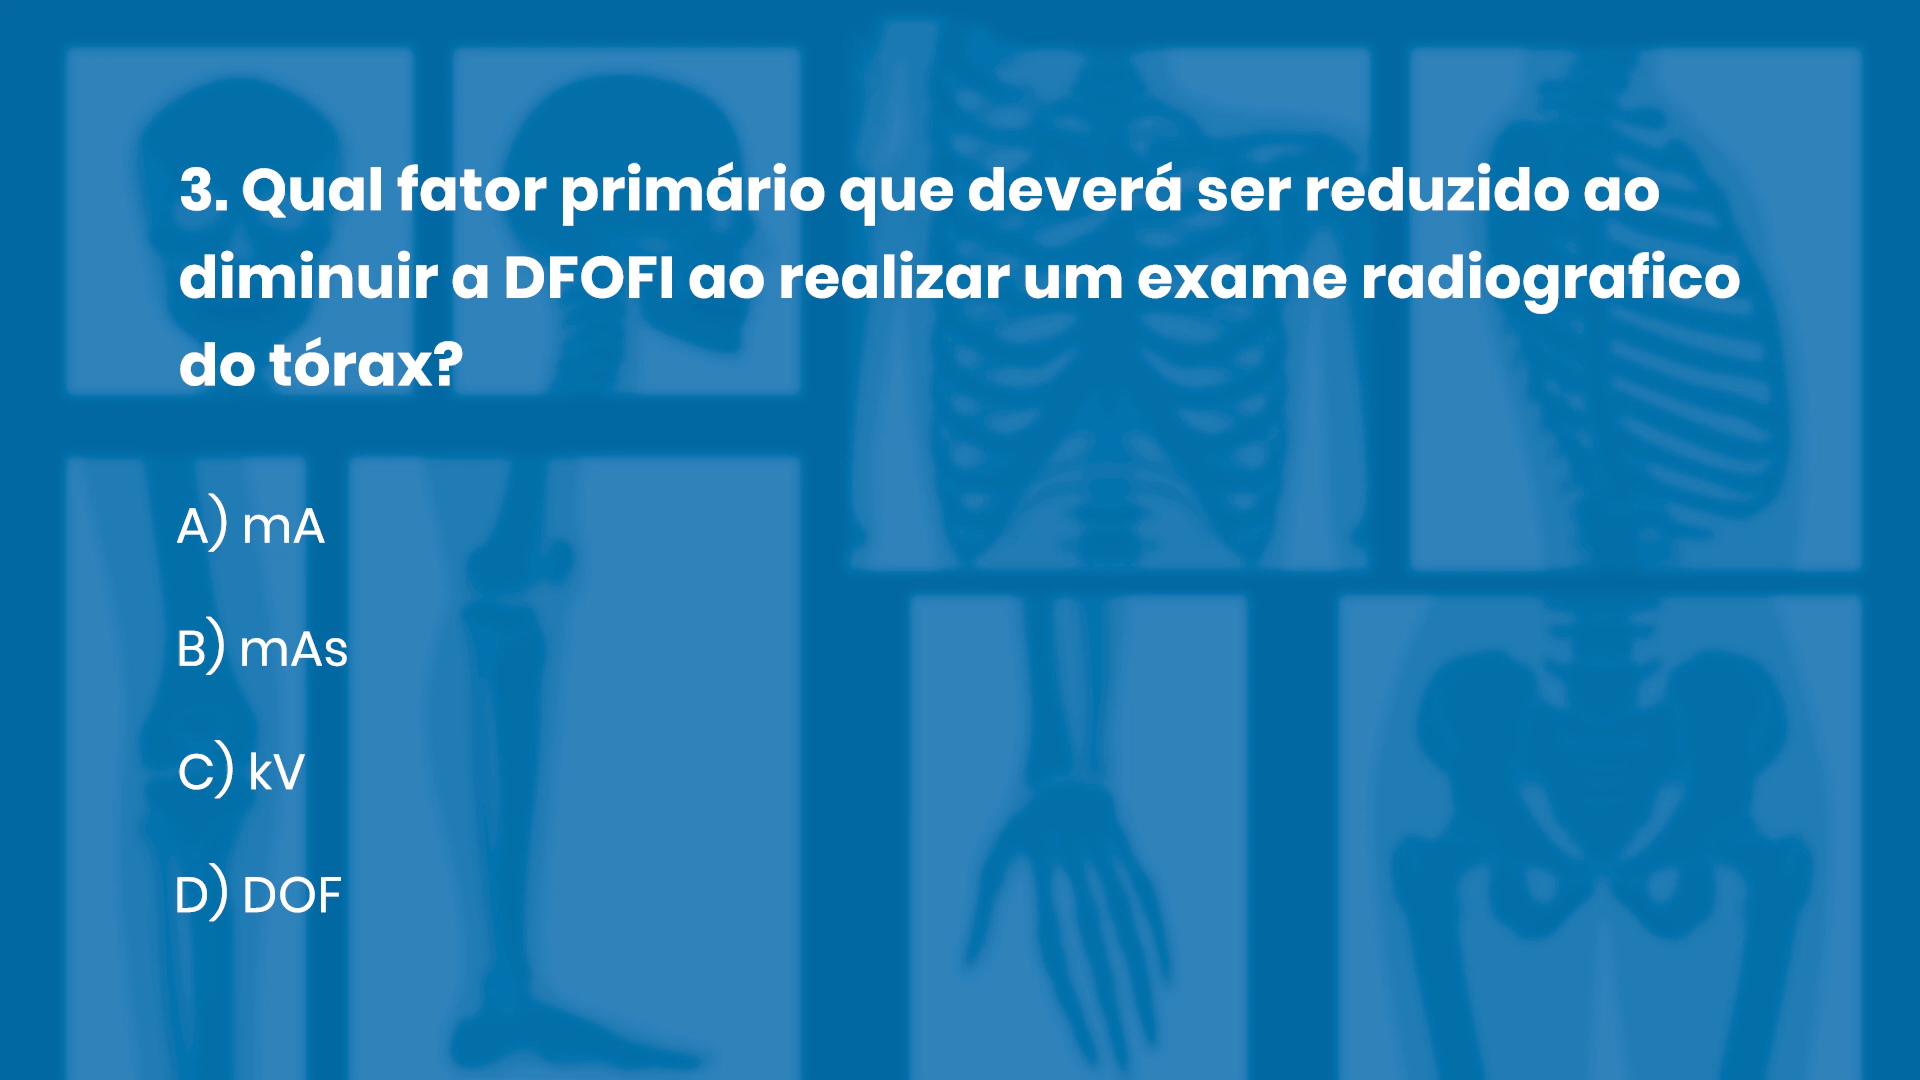 3. Qual fator primário que deverá ser reduzido ao
diminuir a DFOFI ao realizar um exame radiografico
do tórax?
A) mA
B) mAs
C) kV
D) DOF